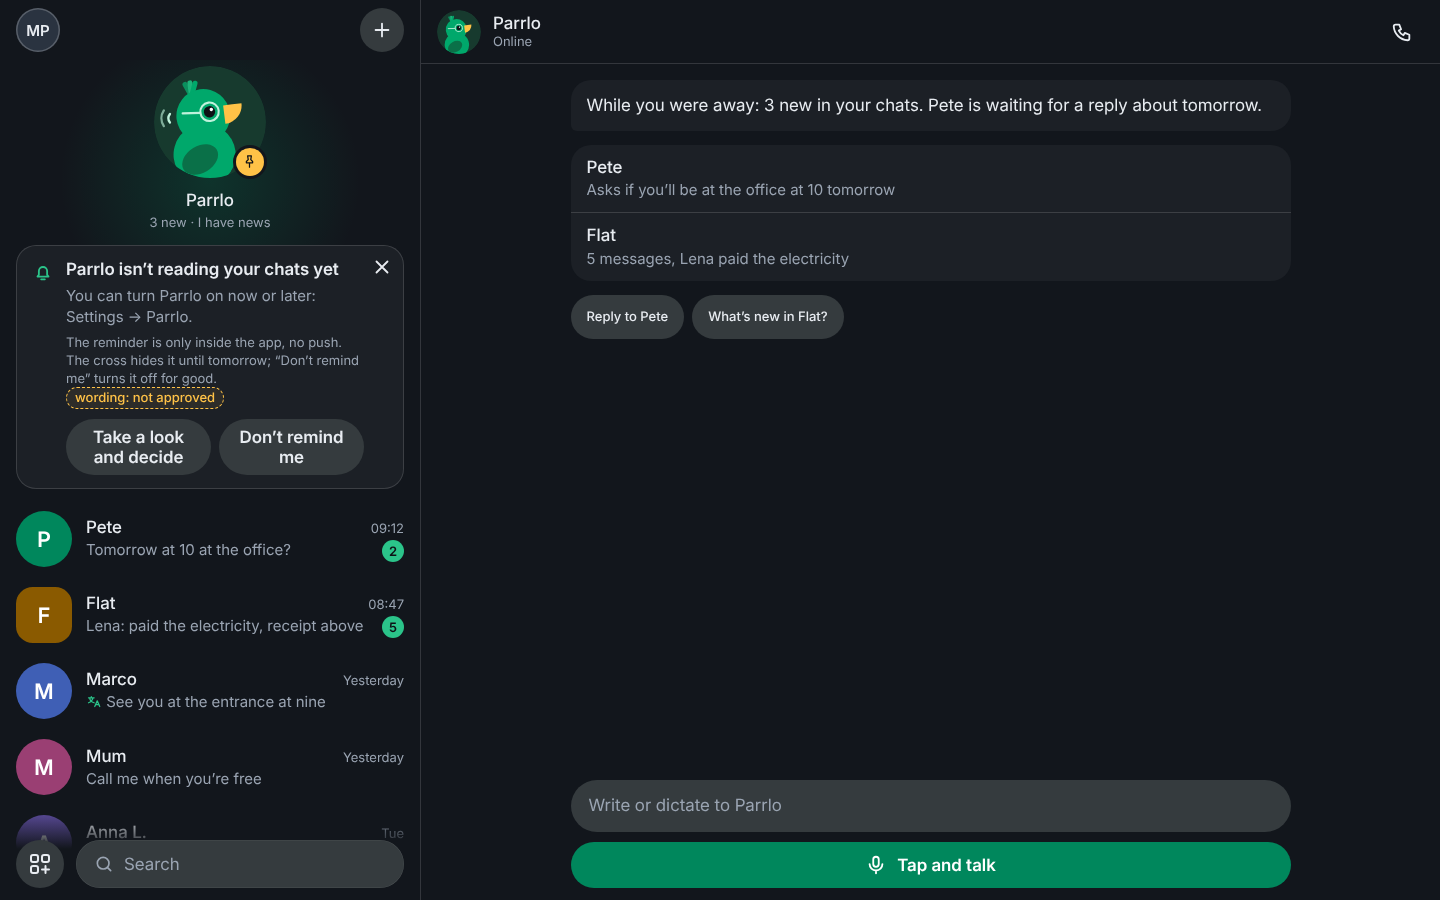 MP
Parrlo
3 new · I have news
Parrlo isn’t reading your chats yet
You can turn Parrlo on now or later:
Settings → Parrlo.
The reminder is only inside the app, no push.
The cross hides it until tomorrow; “Don’t remind
me” turns it off for good.
wording: not approved
Take a look
and decide
Don’t remind
me
P
Pete
09:12
Tomorrow at 10 at the office?
2
F
Flat
08:47
Lena: paid the electricity, receipt above
5
M
Marco
Yesterday
See you at the entrance at nine
M
Mum
Yesterday
Call me when you’re free
Anna L.
Tue
Search
Parrlo
Online
While you were away: 3 new in your chats. Pete is waiting for a reply about tomorrow.
Pete
Asks if you’ll be at the office at 10 tomorrow
Flat
5 messages, Lena paid the electricity
Reply to Pete
What’s new in Flat?
Write or dictate to Parrlo
Tap and talk